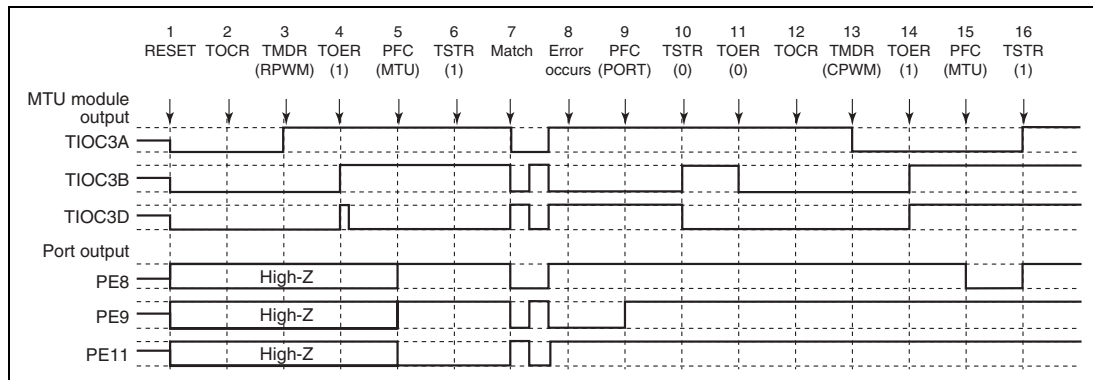 1 2 3 4 5 6 7 8 9 10 11 12 13 14 15 16
RESET TOCR TMDR TOER PFC TSTR Match Error PFC TSTR TOER TOCR TMDR TOER PFC TSTR
(RPWM) (1) (MTU) (1) occurs (PORT) (0) (0) (CPWM) (1) (MTU) (1)
MTU module
output
TIOC3A
TIOC3B
TIOC3D
Port output
PE8 High-Z
PE9 High-Z
PE11 High-Z